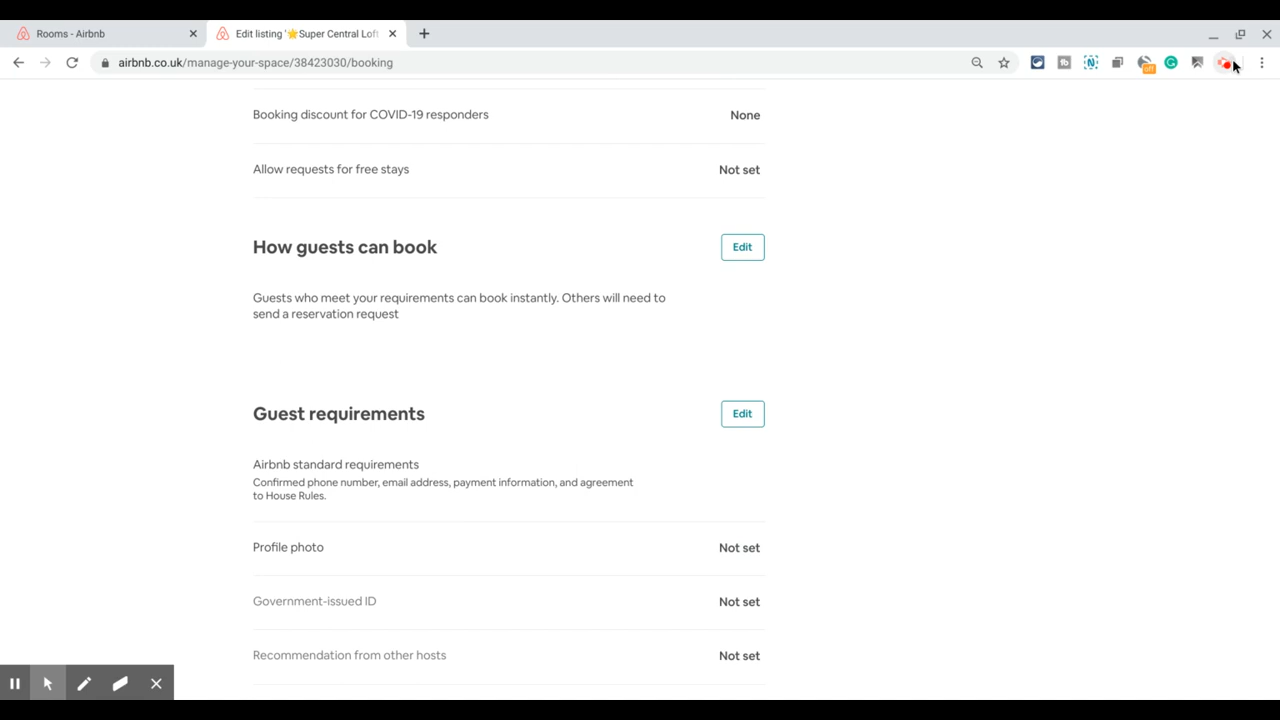 Rooms - Airbnb
Edit listing '⭐Super Central Loft
airbnb.co.uk/manage-your-space/38423030/booking
off
Booking discount for COVID-19 responders
None
Allow requests for free stays
Not set
How guests can book
Edit
Guests who meet your requirements can book instantly. Others will need to
send a reservation request
Guest requirements
Edit
Airbnb standard requirements
Confirmed phone number, email address, payment information, and agreement
to House Rules.
Profile photo
Not set
Government-issued ID
Not set
Recommendation from other hosts
Not set